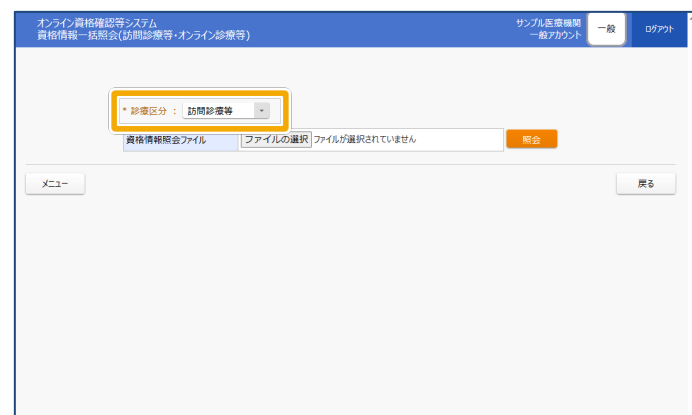 オンライン資格確認等システム
資格情報一括照会(訪問診療等・オンライン診療等)
サンプル医療機関
一般アカウント
一般
ログアウト
* 診療区分 : 訪問診療等
資格情報照会ファイル ファイルの選択 ファイルが選択されていません 照会
メニュー 戻る